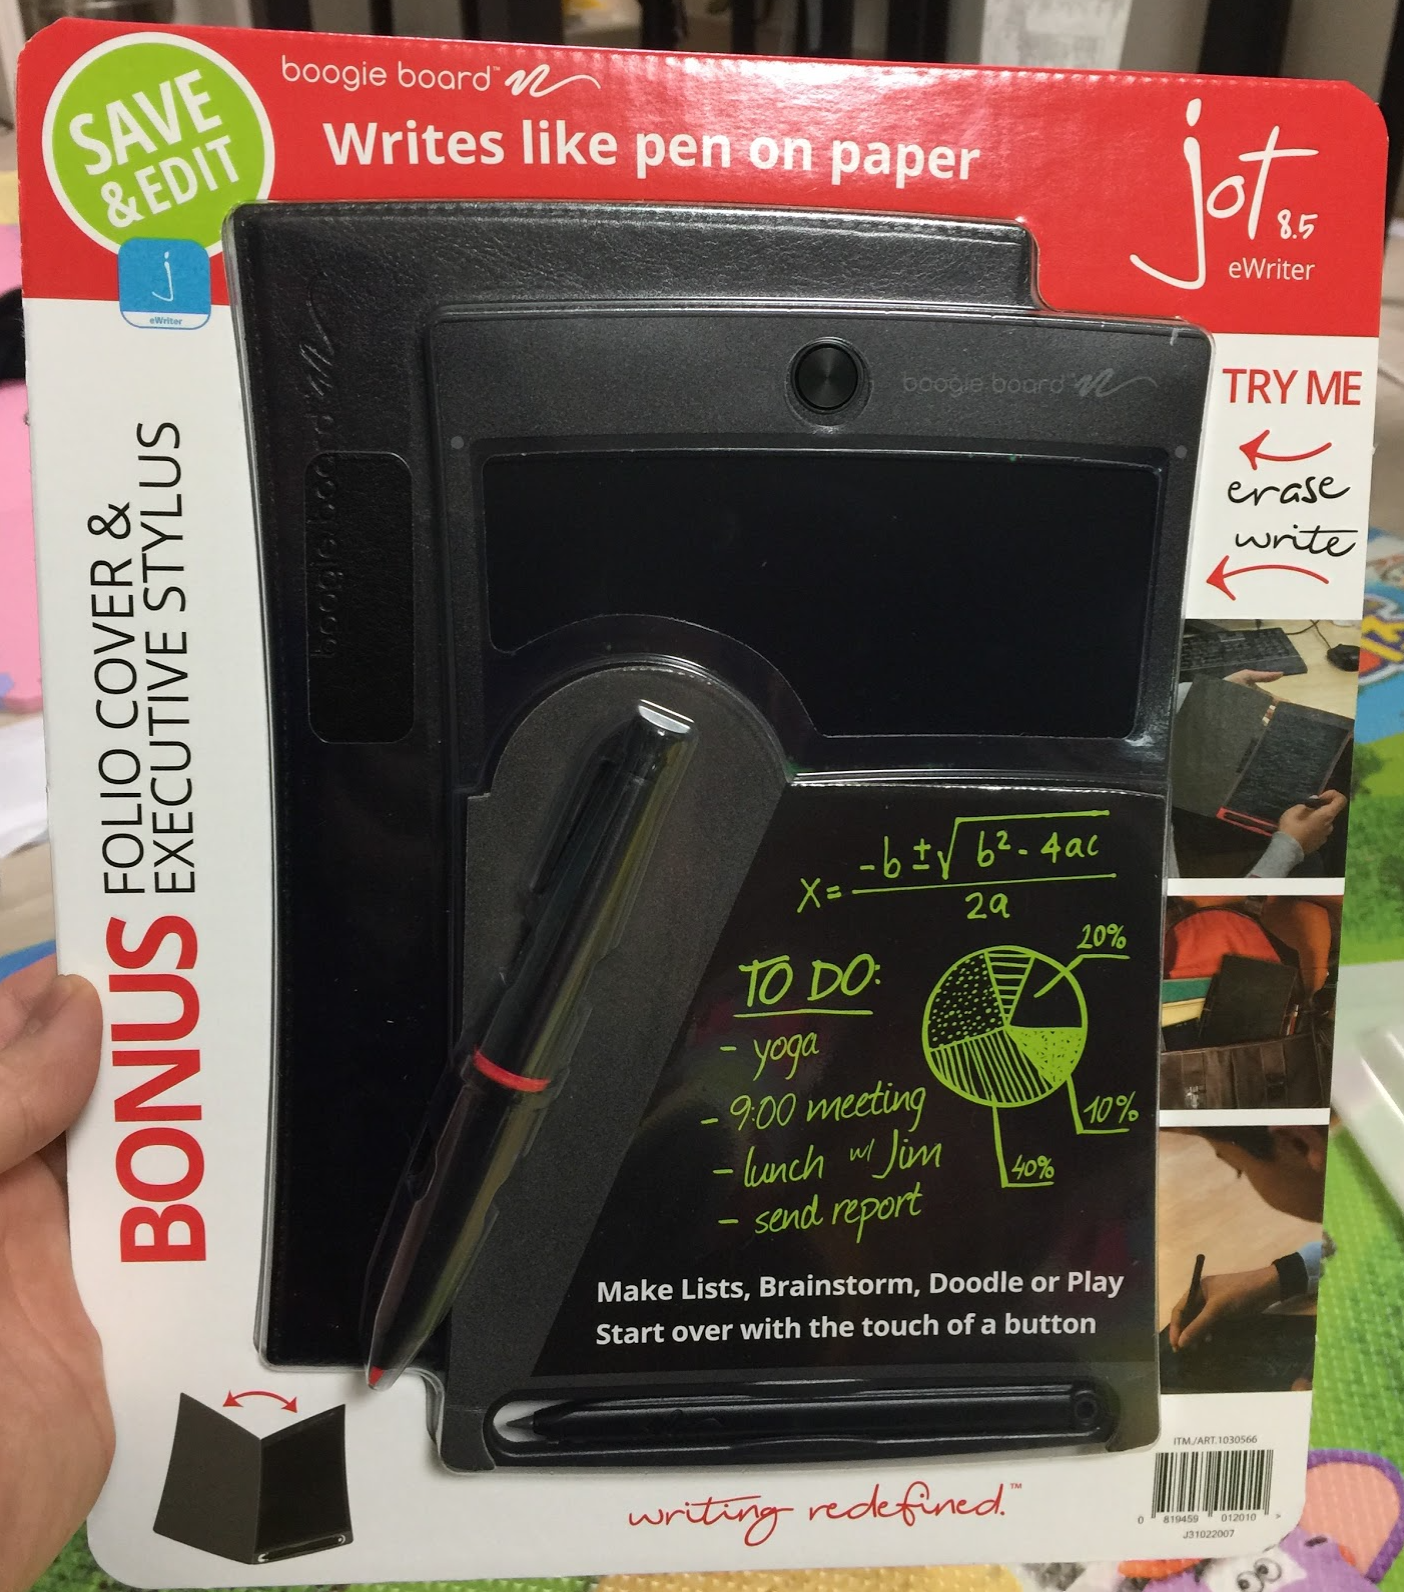 SAVE
& EDIT
j
eWriter
boogie board™
Writes like pen on paper
jot 8.5
eWriter
boogie board
boogie board™
TRY ME
erase
write
BONUS FOLIO COVER &
EXECUTIVE STYLUS
X= -b ± √b² - 4ac
2a
TO DO:
- yoga
- 9:00 meeting
- lunch w/ Jim
- send report
20%
10%
40%
Make Lists, Brainstorm, Doodle or Play
Start over with the touch of a button
writing redefined.™
ITM./ART.1030566
0 819459 012010 >
J31022007